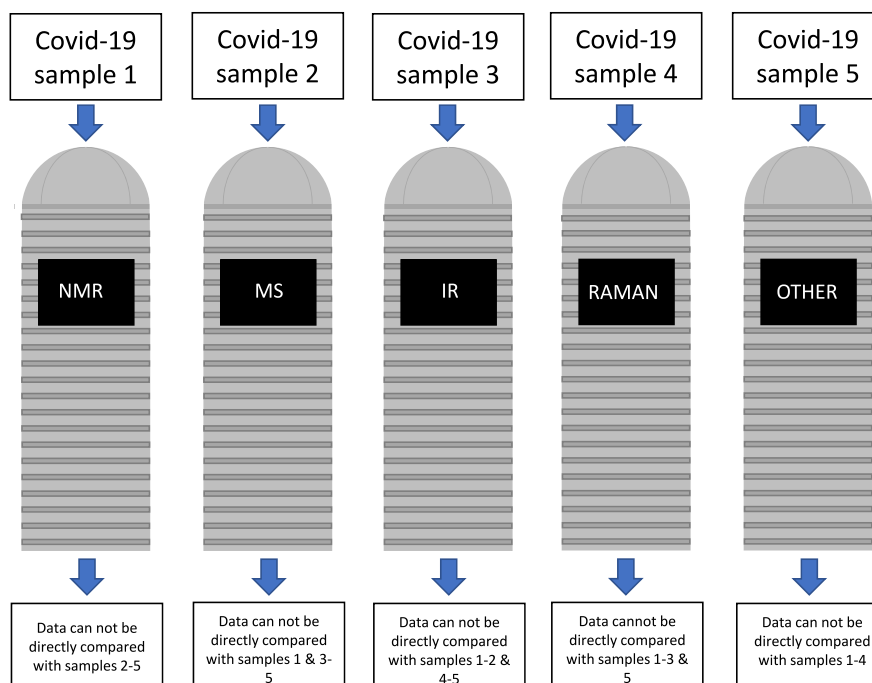 Covid-19
sample 1
Covid-19
sample 2
Covid-19
sample 3
Covid-19
sample 4
Covid-19
sample 5
NMR
MS
IR
RAMAN
OTHER
Data can not be
directly compared
with samples 2-5
Data can not be
directly compared
with samples 1 & 3-
5
Data can not be
directly compared
with samples 1-2 &
4-5
Data cannot be
directly compared
with samples 1-3 &
5
Data can not be
directly compared
with samples 1-4